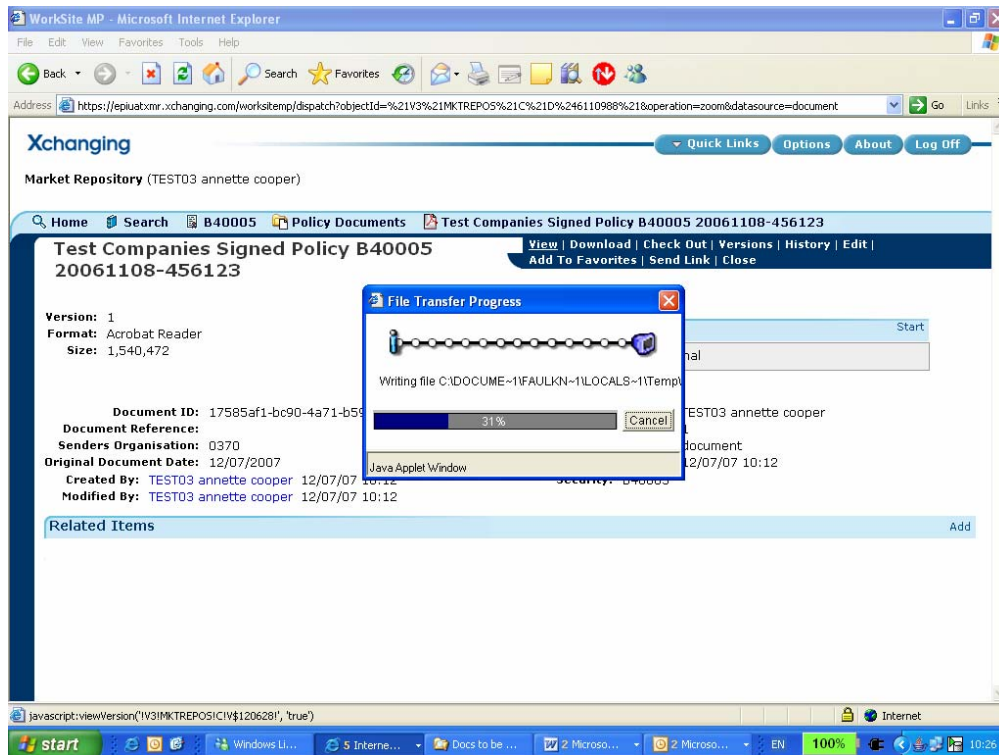 WorkSite MP - Microsoft Internet Explorer
File Edit View Favorites Tools Help
Back Search Favorites
Address https://epiuat.xmr.xchanging.com/worksitemp/dispatch?objectId=%21V3%21MKTREPOS%21C%21D%246110988%21&operation=zoom&datasource=document Go Links
Xchanging
Quick Links Options About Log Off
Market Repository (TEST03 annette cooper)
Home Search B40005 Policy Documents Test Companies Signed Policy B40005 20061108-456123
Test Companies Signed Policy B40005
20061108-456123
View | Download | Check Out | Versions | History | Edit |
Add To Favorites | Send Link | Close
File Transfer Progress
Version: 1
Format: Acrobat Reader
Size: 1,540,472
Start
nal
Writing file C:\DOCUME~1\FAULKN~1\LOCALS~1\Temp\
31%
Cancel
Java Applet Window
Document ID: 17585af1-bc90-4a71-b59
TEST03 annette cooper
Document Reference:
Senders Organisation: 0370
document
Original Document Date: 12/07/2007
12/07/07 10:12
Created By: TEST03 annette cooper 12/07/07 10:12
Security: B40005
Modified By: TEST03 annette cooper 12/07/07 10:12
Related Items Add
javascript:viewVersion('!V3!MKTREPOS!C!V$120628!', 'true')
Internet
start Windows Li... 5 Interne... Docs to be ... 2 Microso... 2 Microso... EN 100% 10:26